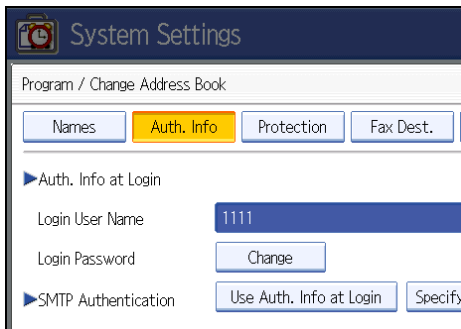 System Settings
Program / Change Address Book
Names Auth. Info Protection Fax Dest.
▶Auth. Info at Login
Login User Name 1111
Login Password Change
▶SMTP Authentication Use Auth. Info at Login Specify